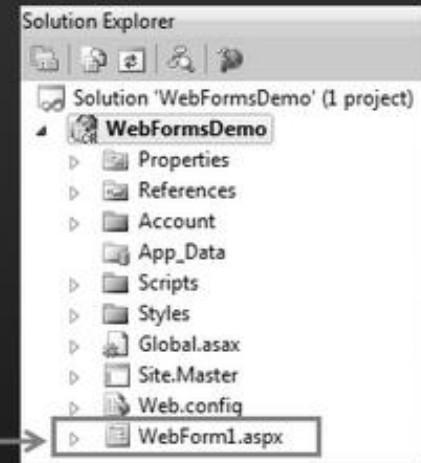 Solution Explorer
Solution 'WebFormsDemo' (1 project)
WebFormsDemo
Properties
References
Account
App_Data
Scripts
Styles
Global.asax
Site.Master
Web.config
WebForm1.aspx